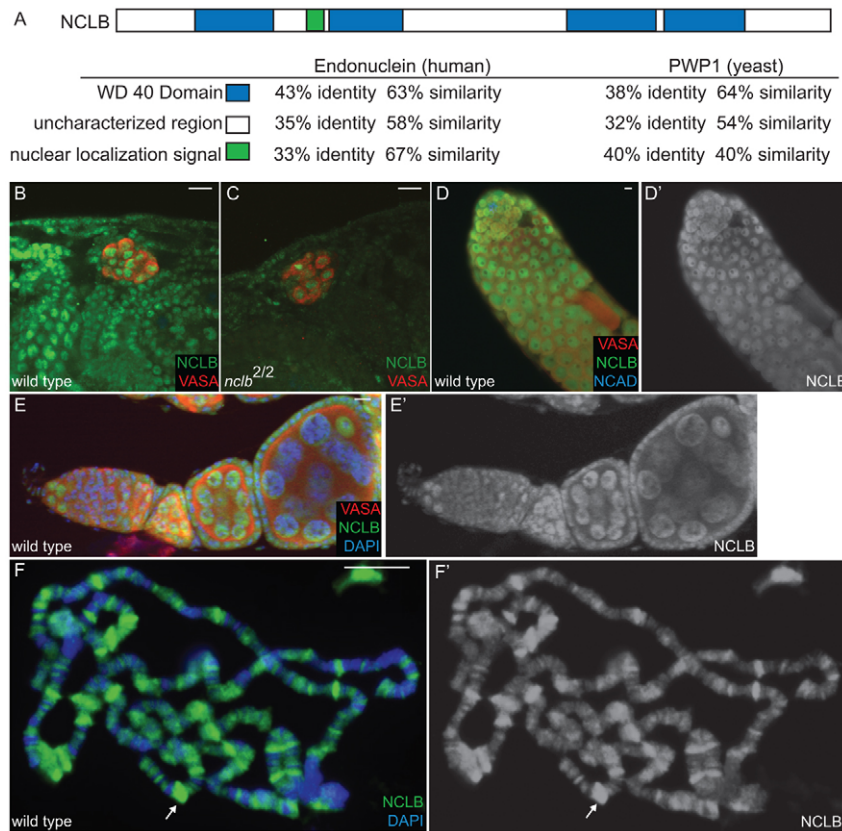 A
NCLB
Endonuclein (human) PWP1 (yeast)
WD 40 Domain 43% identity 63% similarity 38% identity 64% similarity
uncharacterized region 35% identity 58% similarity 32% identity 54% similarity
nuclear localization signal 33% identity 67% similarity 40% identity 40% similarity
B
wild type
NCLB
VASA
C
nclb2/2
NCLB
VASA
D
wild type
VASA
NCLB
NCAD
D'
NCLB
E
wild type
VASA
NCLB
DAPI
E'
NCLB
F
wild type
NCLB
DAPI
F'
NCLB